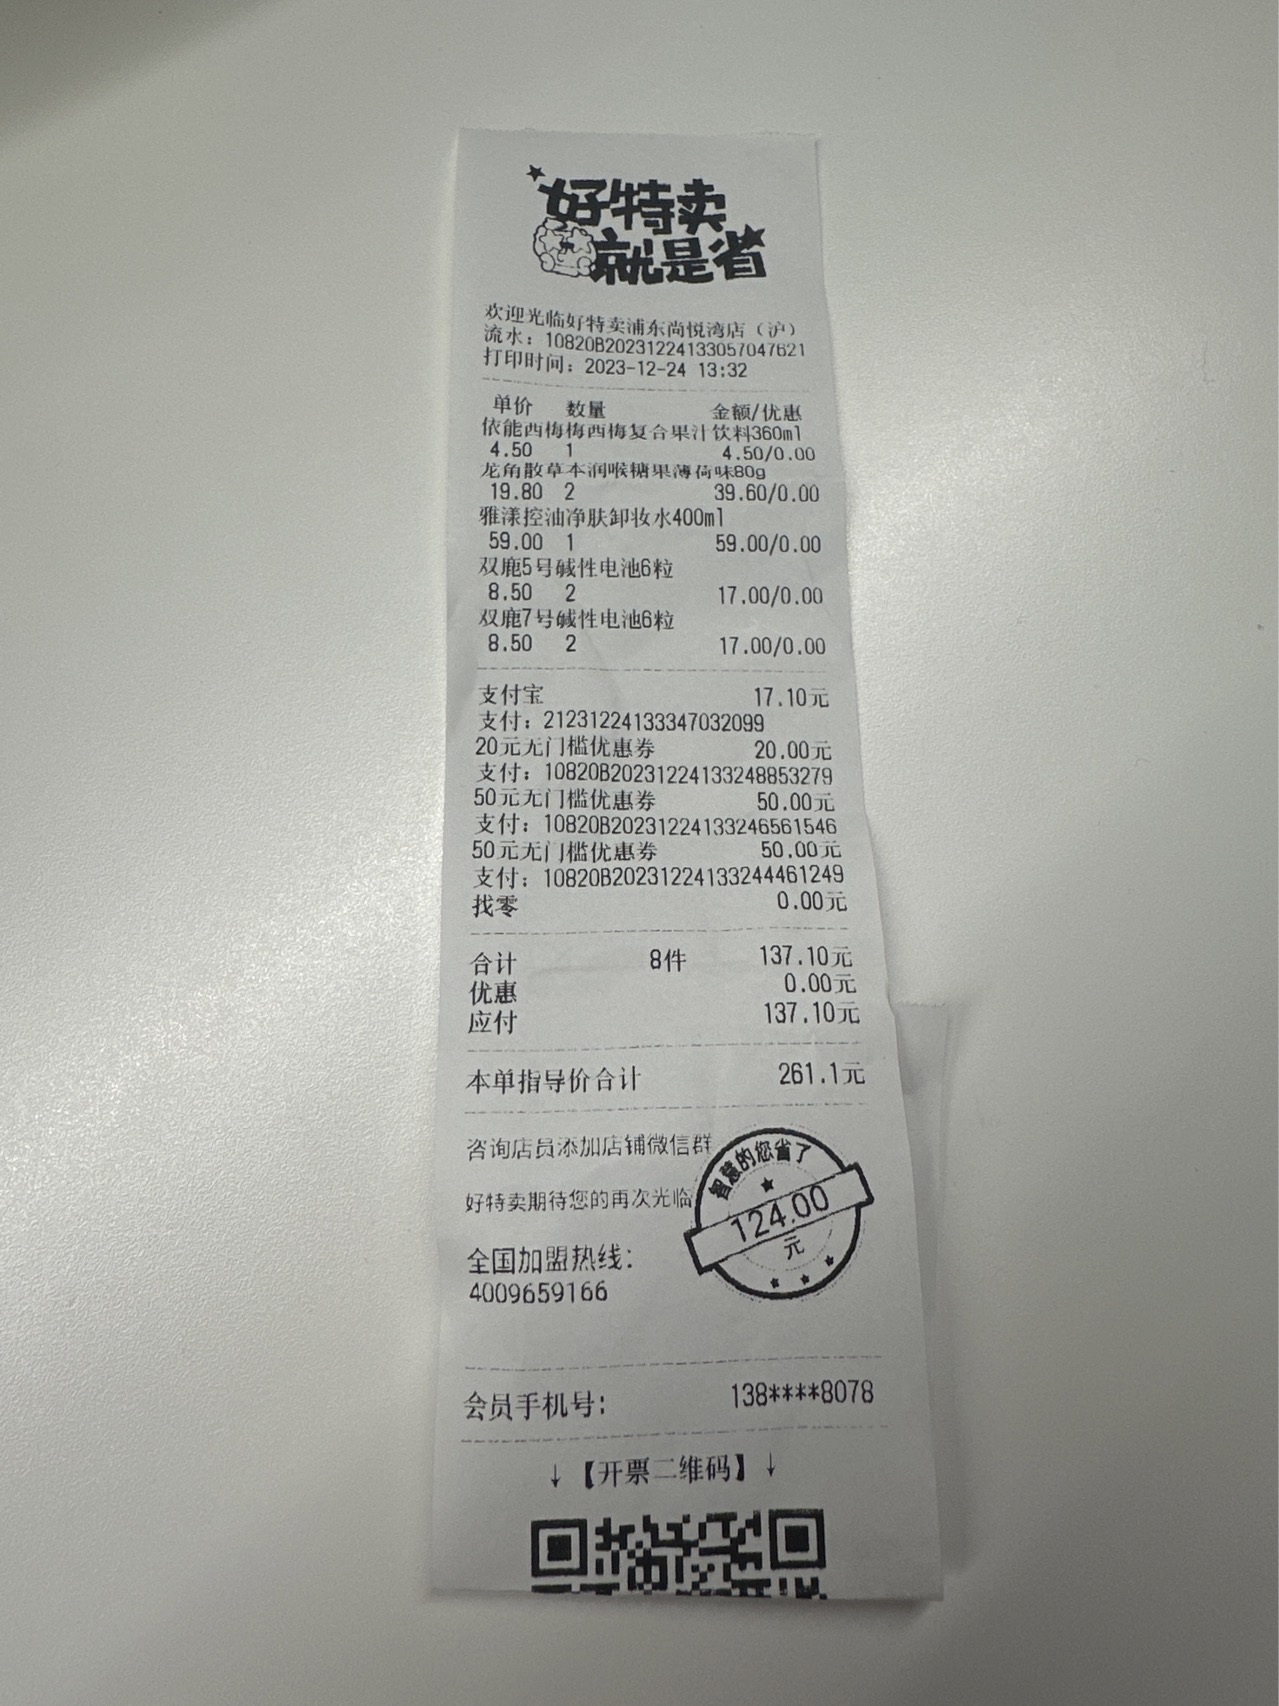 好特卖
就是省
欢迎光临好特卖浦东尚悦湾店（沪）
流水：10820B20231224133057047621
打印时间：2023-12-24 13:32
单价 数量 金额/优惠
依能西梅梅西梅复合果汁饮料360ml
4.50 1 4.50/0.00
龙角散草本润喉糖果薄荷味80g
19.80 2 39.60/0.00
雅漾控油净肤卸妆水400ml
59.00 1 59.00/0.00
双鹿5号碱性电池6粒
8.50 2 17.00/0.00
双鹿7号碱性电池6粒
8.50 2 17.00/0.00
支付宝 17.10元
支付：21231224133347032099
20元无门槛优惠券 20.00元
支付：10820B20231224133248853279
50元无门槛优惠券 50.00元
支付：10820B20231224133246561546
50元无门槛优惠券 50.00元
支付：10820B20231224133244461249
找零 0.00元
合计 8件 137.10元
优惠 0.00元
应付 137.10元
本单指导价合计 261.1元
咨询店员添加店铺微信群
好特卖期待您的再次光临
智慧的您省了
124.00
元
全国加盟热线：
4009659166
会员手机号： 138****8078
↓【开票二维码】↓